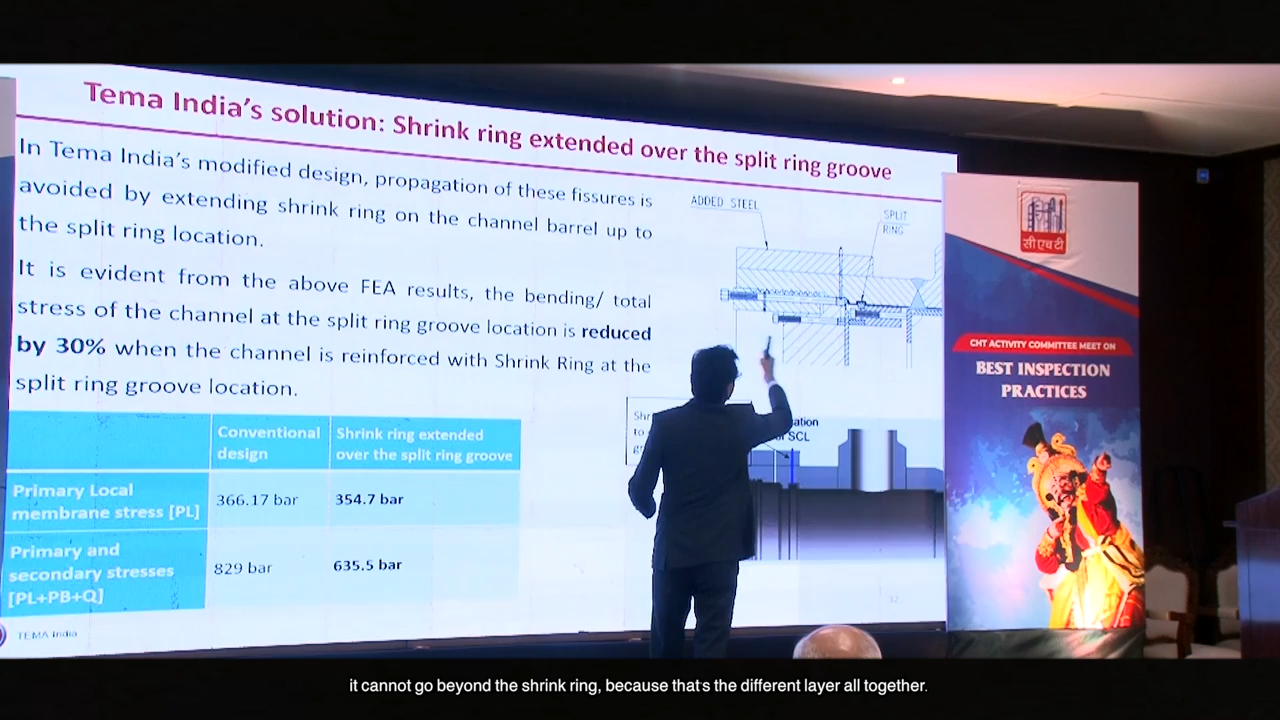 Tema India's solution: Shrink ring extended over the split ring groove
In Tema India's modified design, propagation of these fissures is
avoided by extending shrink ring on the channel barrel up to
the split ring location.
It is evident from the above FEA results, the bending/ total
stress of the channel at the split ring groove location is reduced
by 30% when the channel is reinforced with Shrink Ring at the
split ring groove location.
Conventional
design
Shrink ring extended
over the split ring groove
Primary Local
membrane stress [PL]
366.17 bar
354.7 bar
Primary and
secondary stresses
[PL+PB+Q]
829 bar
635.5 bar
TEMA India
ADDED STEEL
SPLIT
RING
SCL
12
सीएचटी
CHT ACTIVITY COMMITTEE MEET ON
BEST INSPECTION
PRACTICES
it cannot go beyond the shrink ring, because that's the different layer all together.